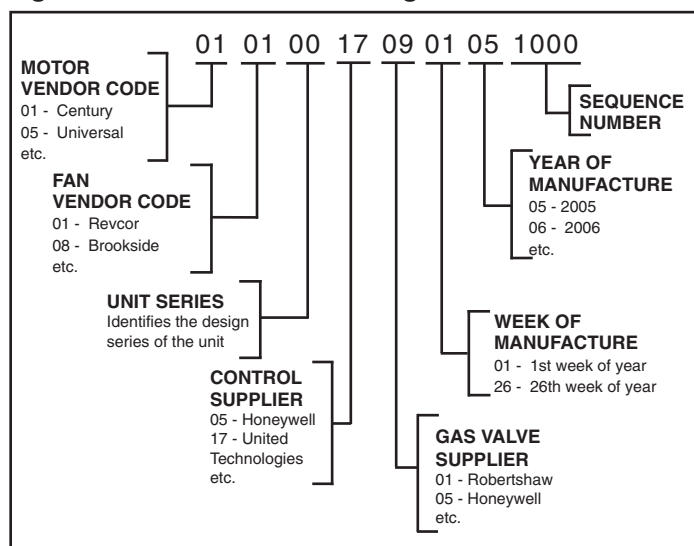 01 01 00 17 09 01 05 1000
MOTOR
VENDOR CODE
01 - Century
05 - Universal
etc.
SEQUENCE
NUMBER
FAN
VENDOR CODE
01 - Revcor
08 - Brookside
etc.
YEAR OF
MANUFACTURE
05 - 2005
06 - 2006
etc.
UNIT SERIES
Identifies the design
series of the unit
WEEK OF
MANUFACTURE
01 - 1st week of year
26 - 26th week of year
CONTROL
SUPPLIER
05 - Honeywell
17 - United
Technologies
etc.
GAS VALVE
SUPPLIER
01 - Robertshaw
05 - Honeywell
etc.